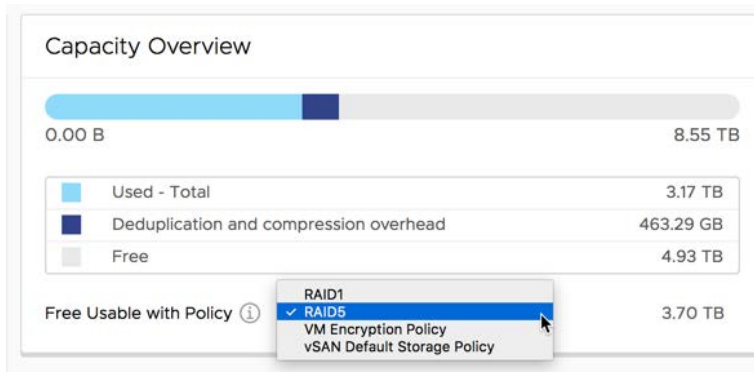 Capacity Overview
0.00 B 8.55 TB
Used - Total 3.17 TB
Deduplication and compression overhead 463.29 GB
Free 4.93 TB
RAID1
Free Usable with Policy RAID5 3.70 TB
VM Encryption Policy
vSAN Default Storage Policy